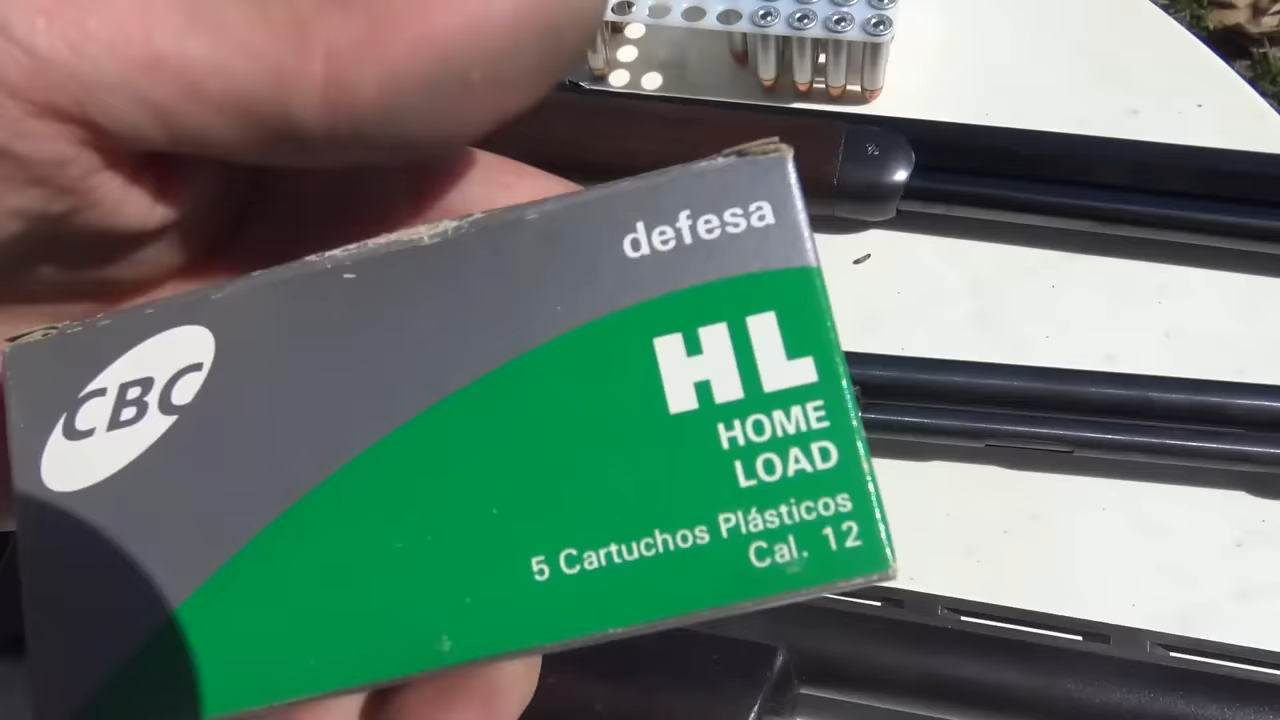 defesa
CBC
HL
HOME
LOAD
5 Cartuchos Plásticos
Cal. 12